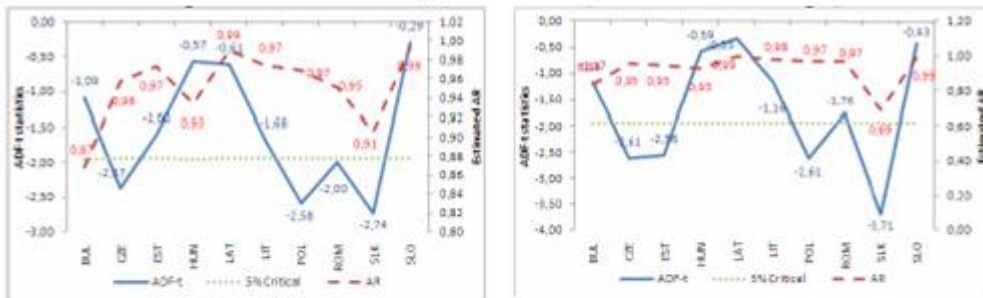 0,00
-0,50
-1,00
-1,50
-2,00
-2,50
-3,00
ADF-t statistics
1,02
1,00
0,98
0,96
0,94
0,92
0,90
0,88
0,86
0,84
0,82
0,80
Estimated AR
-1,09
-0,57
-0,61
-0,29
-2,00
-2,58
-2,74
0,87
0,96
0,97
0,93
0,99
0,97
0,97
0,95
0,91
0,99
BUL
CZE
EST
HUN
LAT
LIT
POL
ROM
SLK
SLO
ADF-t
5% Critical
AR
0,00
-0,50
-1,00
-1,50
-2,00
-2,50
-3,00
-3,50
-4,00
ADF-t statistics
1,20
1,00
0,80
0,60
0,40
0,20
0,00
Estimated AR
-0,59
-0,43
-1,16
-2,61
-2,56
-2,61
-3,71
0,95
0,95
0,93
0,99
0,98
0,97
0,97
0,69
0,99
BUL
CZE
EST
HUN
LAT
LIT
POL
ROM
SLK
SLO
ADF-t
5% Critical
AR